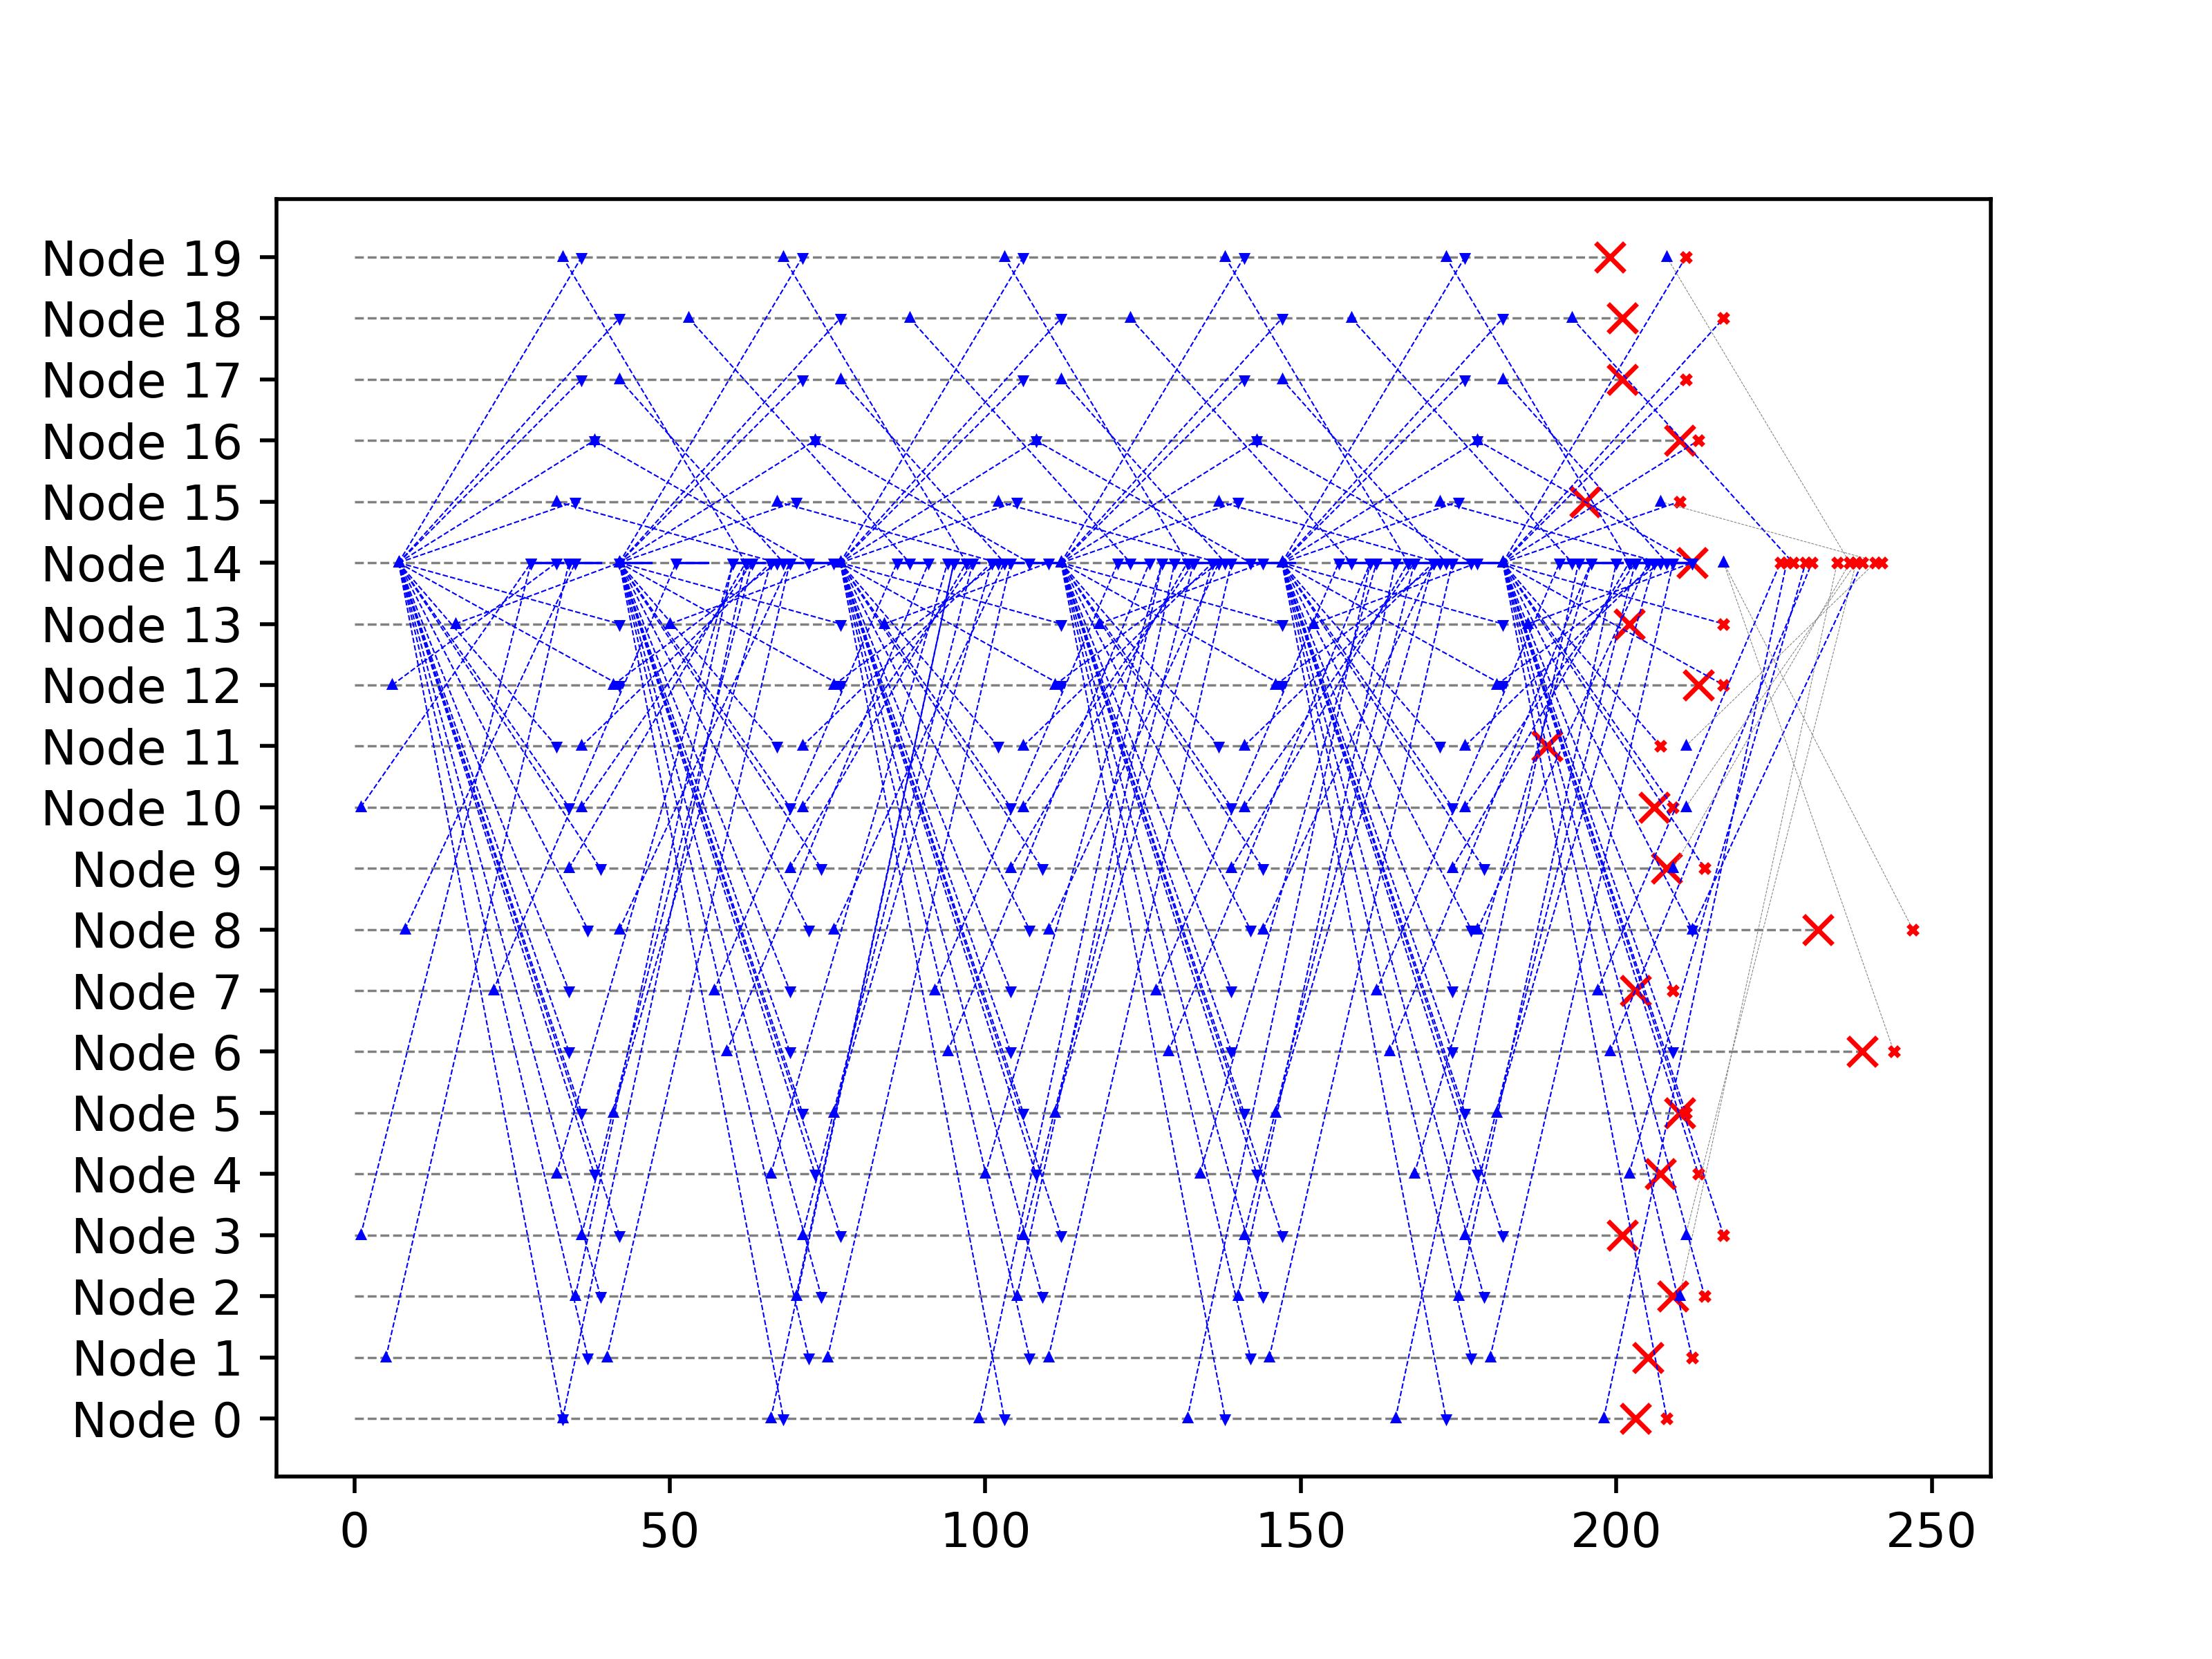 Node 19
Node 18
Node 17
Node 16
Node 15
Node 14
Node 13
Node 12
Node 11
Node 10
Node 9
Node 8
Node 7
Node 6
Node 5
Node 4
Node 3
Node 2
Node 1
Node 0
0 50 100 150 200 250